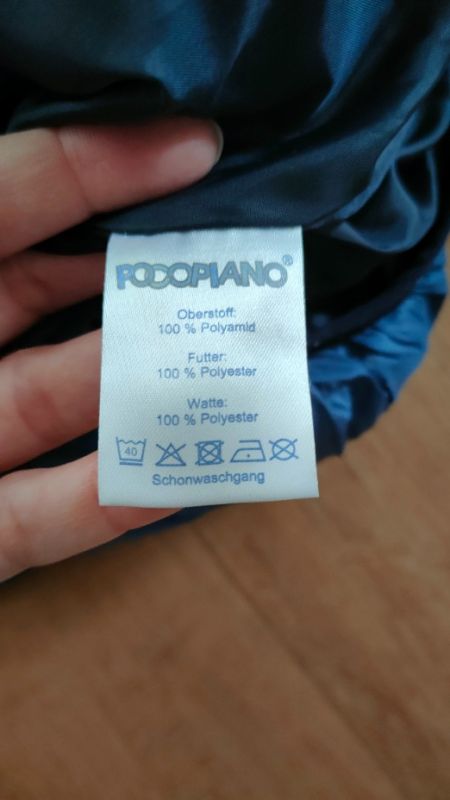 POCOPIANO®
Oberstoff:
100 % Polyamid
Futter:
100 % Polyester
Watte:
100 % Polyester
40
Schonwaschgang